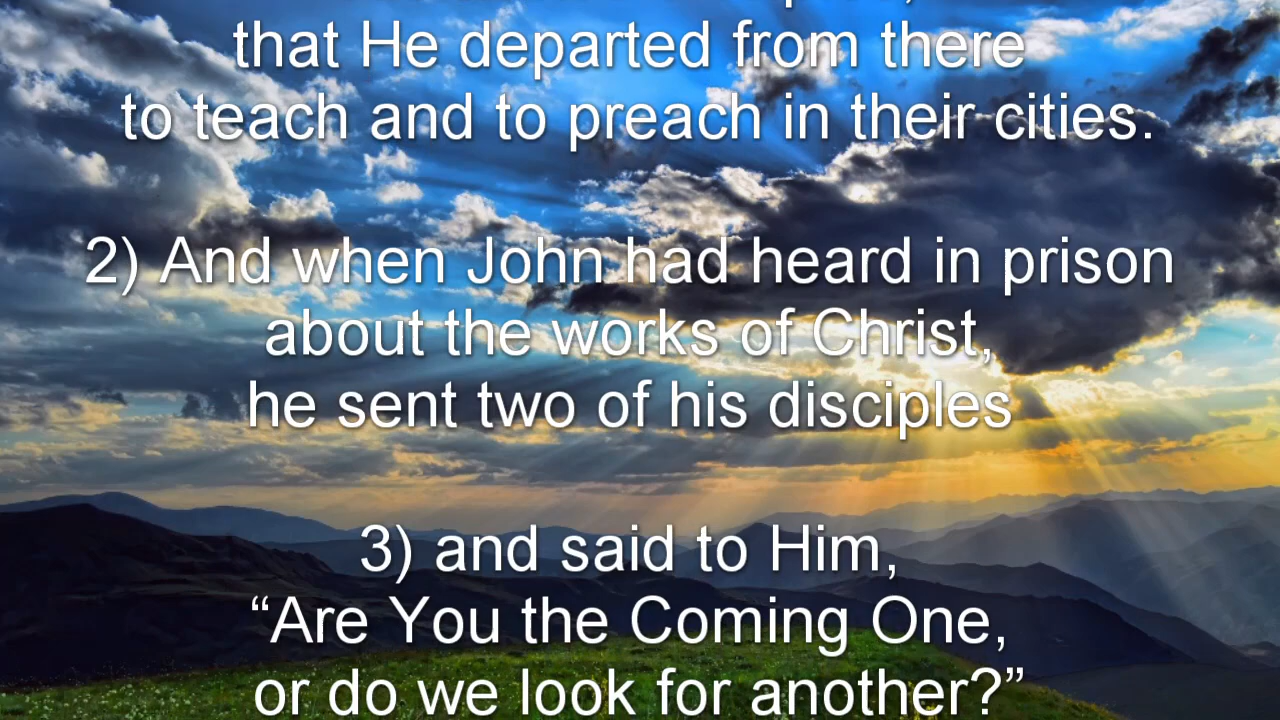 that He departed from there
to teach and to preach in their cities.
2) And when John had heard in prison
about the works of Christ,
he sent two of his disciples
3) and said to Him,
“Are You the Coming One,
or do we look for another?”